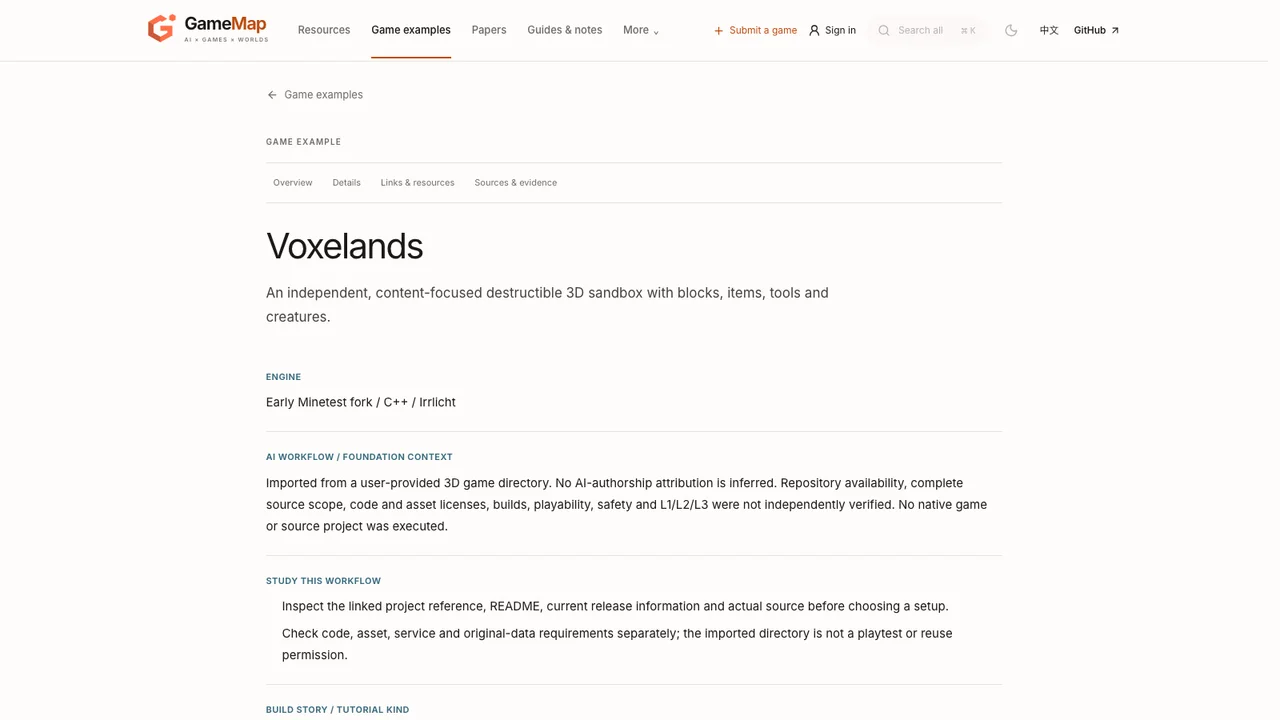 GameMap
AI × GAMES × WORLDS
Resources
Game examples
Papers
Guides & notes
More
+ Submit a game
Sign in
Search all
⌘ K
中文
GitHub ↗
← Game examples
GAME EXAMPLE
Overview
Details
Links & resources
Sources & evidence
Voxelands
An independent, content-focused destructible 3D sandbox with blocks, items, tools and
creatures.
ENGINE
Early Minetest fork / C++ / Irrlicht
AI WORKFLOW / FOUNDATION CONTEXT
Imported from a user-provided 3D game directory. No AI-authorship attribution is inferred. Repository availability, complete
source scope, code and asset licenses, builds, playability, safety and L1/L2/L3 were not independently verified. No native game
or source project was executed.
STUDY THIS WORKFLOW
Inspect the linked project reference, README, current release information and actual source before choosing a setup.
Check code, asset, service and original-data requirements separately; the imported directory is not a playtest or reuse
permission.
BUILD STORY / TUTORIAL KIND